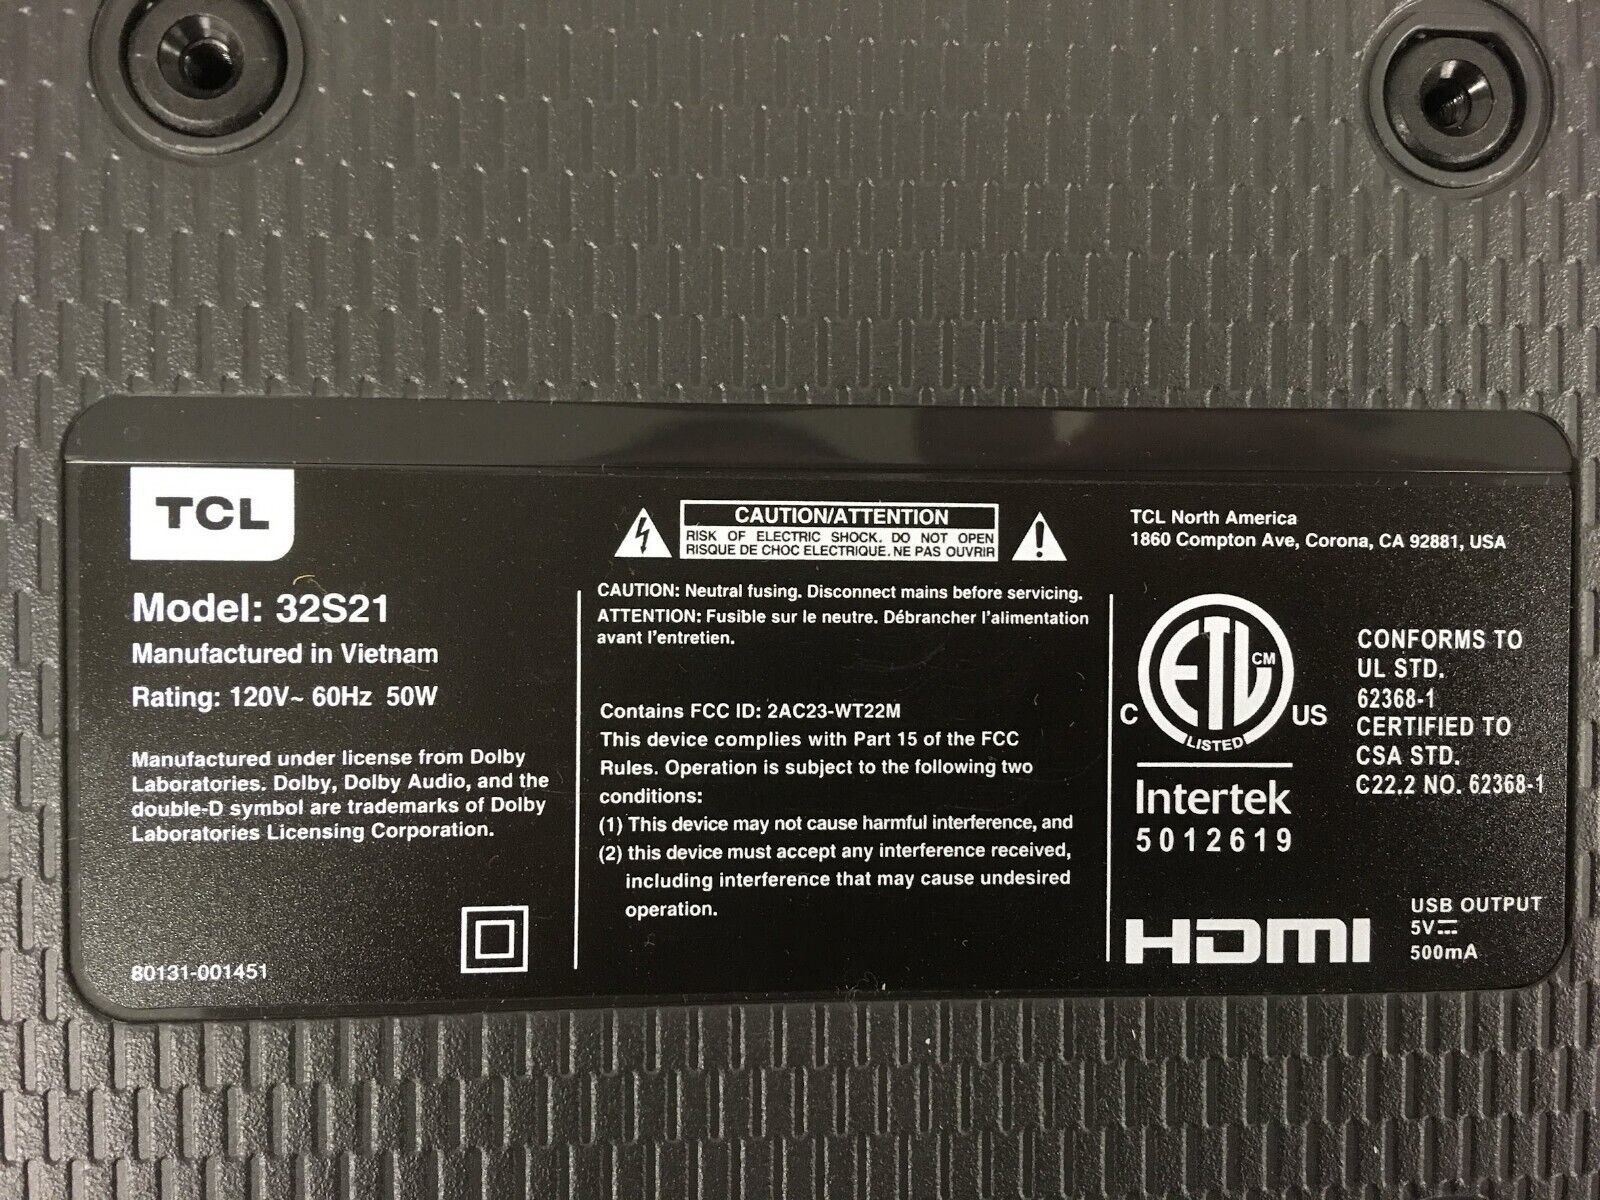 TCL
Model: 32S21
Manufactured in Vietnam
Rating: 120V~ 60Hz 50W
Manufactured under license from Dolby
Laboratories. Dolby, Dolby Audio, and the
double-D symbol are trademarks of Dolby
Laboratories Licensing Corporation.
80131-001451
CAUTION/ATTENTION
RISK OF ELECTRIC SHOCK. DO NOT OPEN
RISQUE DE CHOC ELECTRIQUE. NE PAS OUVRIR
CAUTION: Neutral fusing. Disconnect mains before servicing.
ATTENTION: Fusible sur le neutre. Débrancher l'alimentation
avant l'entretien.
Contains FCC ID: 2AC23-WT22M
This device complies with Part 15 of the FCC
Rules. Operation is subject to the following two
conditions:
(1) This device may not cause harmful interference, and
(2) this device must accept any interference received,
including interference that may cause undesired
operation.
TCL North America
1860 Compton Ave, Corona, CA 92881, USA
C ETL CM US
LISTED
Intertek
5012619
CONFORMS TO
UL STD.
62368-1
CERTIFIED TO
CSA STD.
C22.2 NO. 62368-1
HDMI
USB OUTPUT
5V⎓
500mA